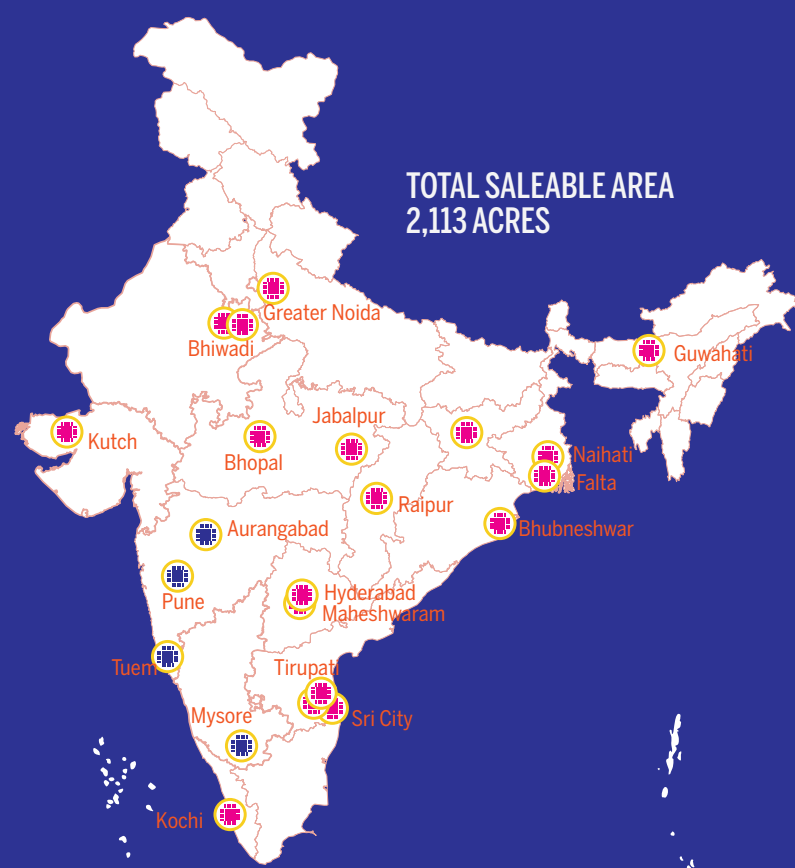 TOTAL SALEABLE AREA
2,113 ACRES
Greater Noida
Bhiwadi
Guwahati
Jabalpur
Kutch
Bhopal
Naihati
Falta
Raipur
Aurangabad
Bhubneshwar
Pune
Hyderabad
Maheshwaram
Tuem
Tirupati
Mysore
Sri City
Kochi